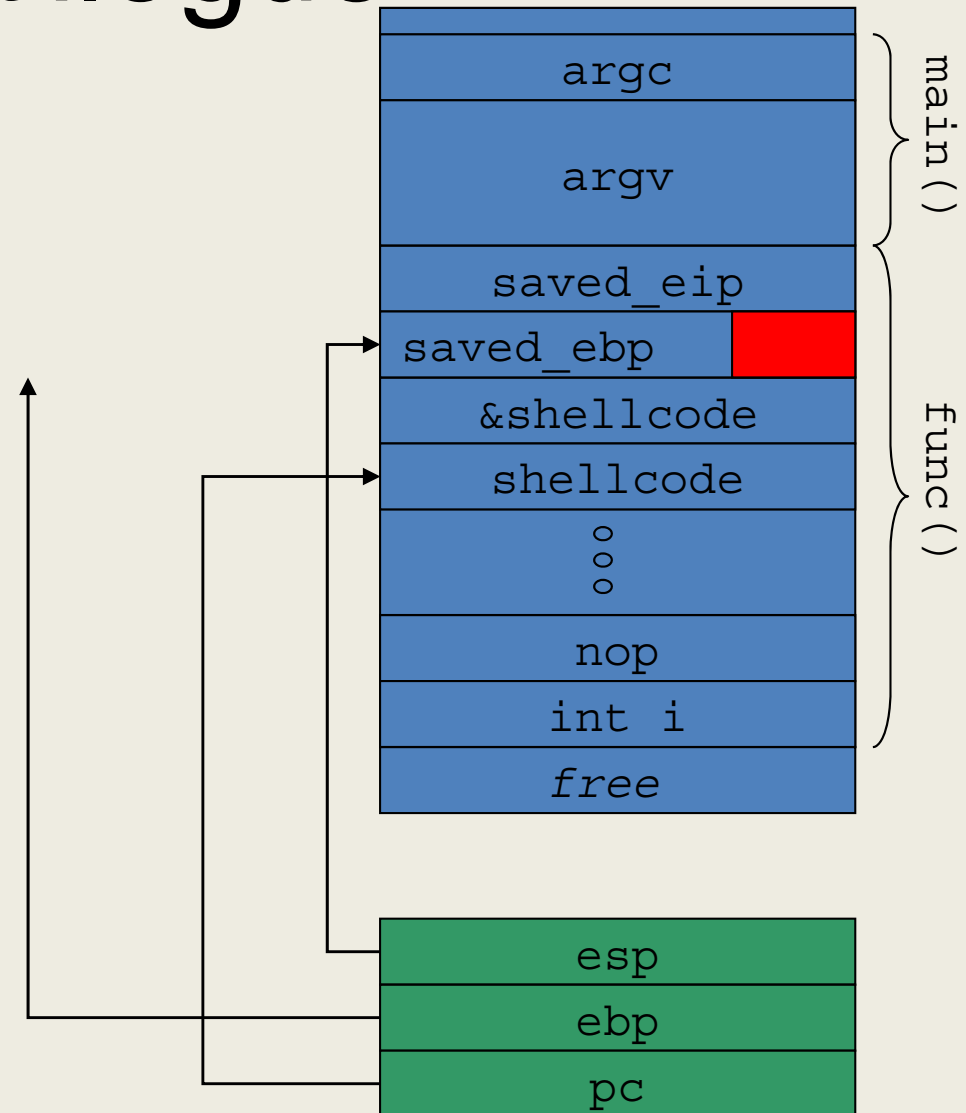 argc
argv
saved_eip
saved_ebp
&shellcode
shellcode
nop
int i
free
esp
ebp
pc
main()
func()